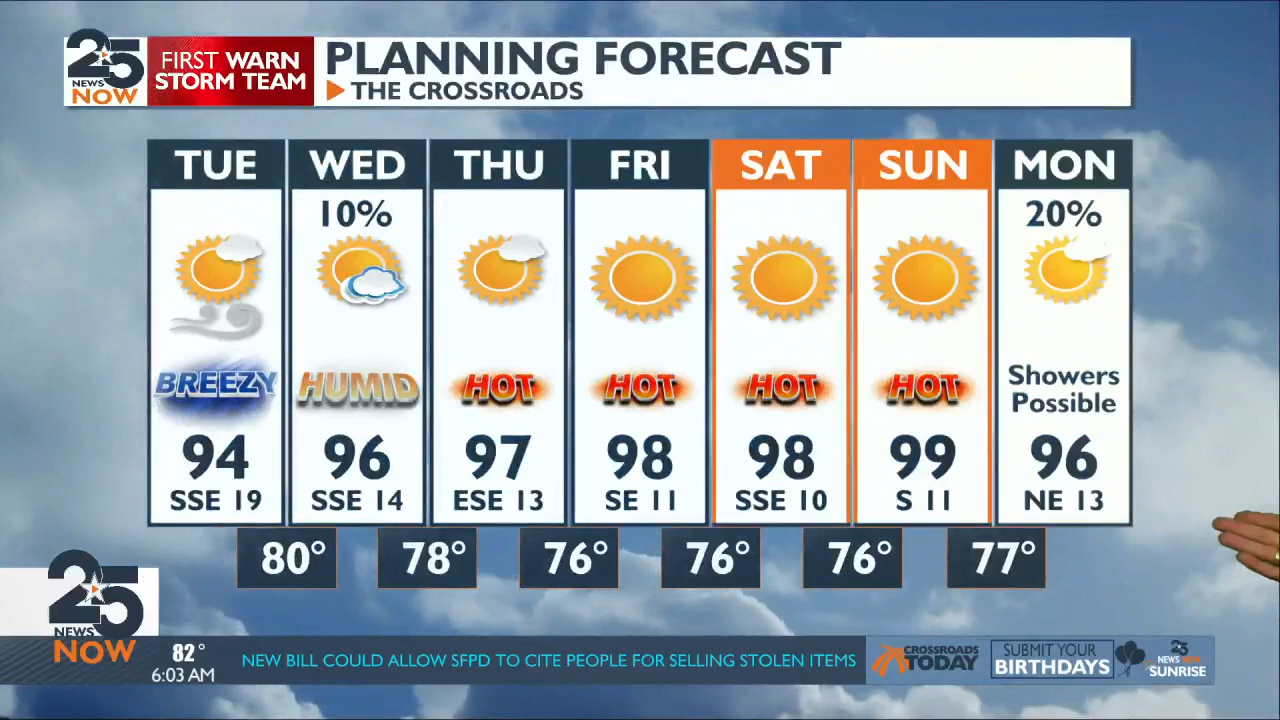 25
NEWS
NOW
FIRST WARN
STORM TEAM
PLANNING FORECAST
THE CROSSROADS
TUE WED THU FRI SAT SUN MON
10% 20%
BREEZY HUMID HOT HOT HOT HOT Showers
Possible
94 96 97 98 98 99 96
SSE 19 SSE 14 ESE 13 SE 11 SSE 10 S 11 NE 13
80° 78° 76° 76° 76° 77°
25
NEWS
NOW
82°
6:03 AM
NEW BILL COULD ALLOW SFPD TO CITE PEOPLE FOR SELLING STOLEN ITEMS
CROSSROADS
TODAY
SUBMIT YOUR
BIRTHDAYS
25
NEWS NOW
SUNRISE